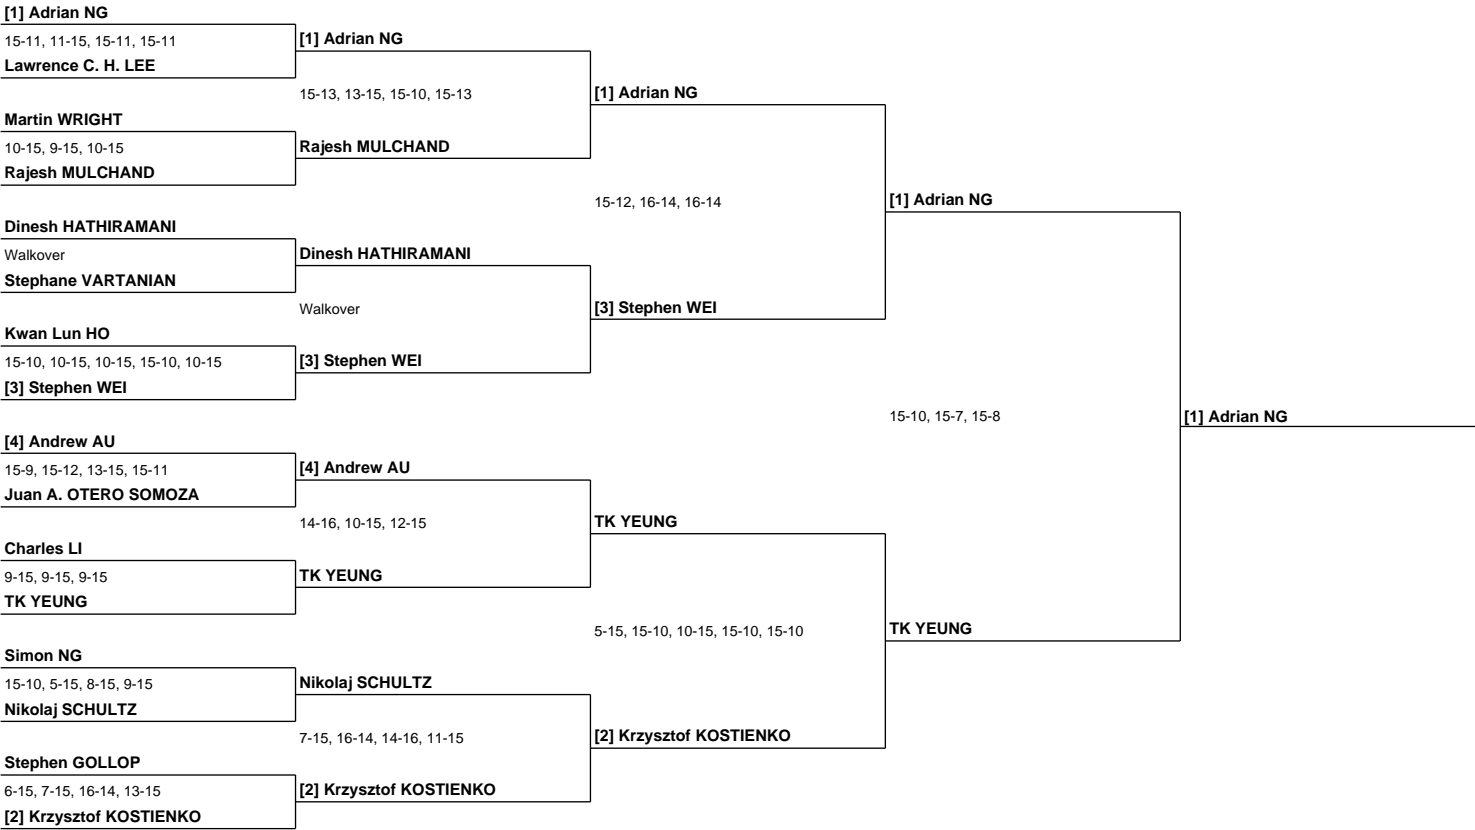 [1] Adrian NG
15-11, 11-15, 15-11, 15-11
Lawrence C. H. LEE
Martin WRIGHT
10-15, 9-15, 10-15
Rajesh MULCHAND
Dinesh HATHIRAMANI
Walkover
Stephane VARTANIAN
Kwan Lun HO
15-10, 10-15, 10-15, 15-10, 10-15
[3] Stephen WEI
[4] Andrew AU
15-9, 15-12, 13-15, 15-11
Juan A. OTERO SOMOZA
Charles LI
9-15, 9-15, 9-15
TK YEUNG
Simon NG
15-10, 5-15, 8-15, 9-15
Nikolaj SCHULTZ
Stephen GOLLOP
6-15, 7-15, 16-14, 13-15
[2] Krzysztof KOSTIENKO
[1] Adrian NG
15-13, 13-15, 15-10, 15-13
Rajesh MULCHAND
Dinesh HATHIRAMANI
Walkover
[3] Stephen WEI
[4] Andrew AU
14-16, 10-15, 12-15
TK YEUNG
Nikolaj SCHULTZ
7-15, 16-14, 14-16, 11-15
[2] Krzysztof KOSTIENKO
[1] Adrian NG
15-12, 16-14, 16-14
[3] Stephen WEI
TK YEUNG
5-15, 15-10, 10-15, 15-10, 15-10
[2] Krzysztof KOSTIENKO
[1] Adrian NG
15-10, 15-7, 15-8
TK YEUNG
[1] Adrian NG